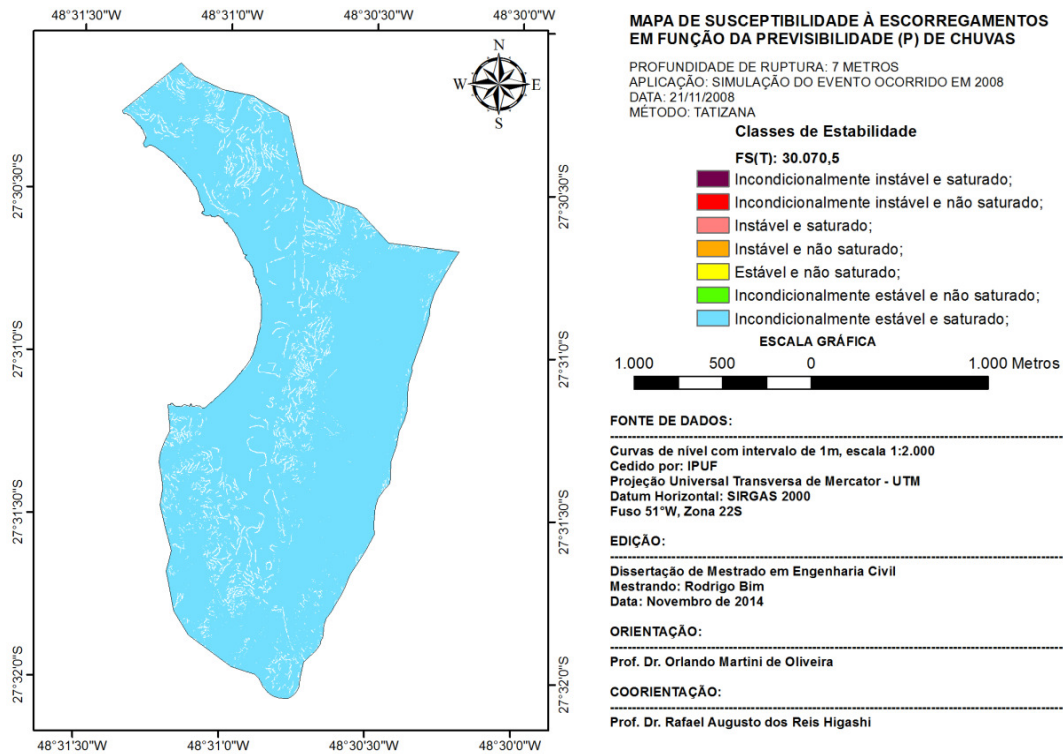 48°31'30"W 48°31'0"W 48°30'30"W 48°30'0"W
N
W E
S
27°30'30"S 27°30'30"S
27°31'0"S 27°31'0"S
27°31'30"S 27°31'30"S
27°32'0"S 27°32'0"S
48°31'30"W 48°31'0"W 48°30'30"W 48°30'0"W
MAPA DE SUSCEPTIBILIDADE À ESCORREGAMENTOS
EM FUNÇÃO DA PREVISIBILIDADE (P) DE CHUVAS
PROFUNDIDADE DE RUPTURA: 7 METROS
APLICAÇÃO: SIMULAÇÃO DO EVENTO OCORRIDO EM 2008
DATA: 21/11/2008
MÉTODO: TATIZANA
Classes de Estabilidade
FS(T): 30.070,5
Incondicionalmente instável e saturado;
Incondicionalmente instável e não saturado;
Instável e saturado;
Instável e não saturado;
Estável e não saturado;
Incondicionalmente estável e não saturado;
Incondicionalmente estável e saturado;
ESCALA GRÁFICA
1.000 500 0 1.000 Metros
FONTE DE DADOS:
Curvas de nível com intervalo de 1m, escala 1:2.000
Cedido por: IPUF
Projeção Universal Transversa de Mercator - UTM
Datum Horizontal: SIRGAS 2000
Fuso 51°W, Zona 22S
EDIÇÃO:
Dissertação de Mestrado em Engenharia Civil
Mestrando: Rodrigo Bim
Data: Novembro de 2014
ORIENTAÇÃO:
Prof. Dr. Orlando Martini de Oliveira
COORIENTAÇÃO:
Prof. Dr. Rafael Augusto dos Reis Higashi